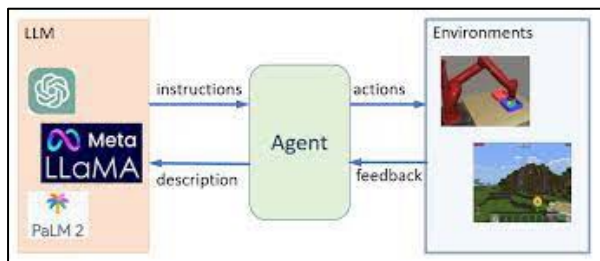 LLM
Environments
instructions
actions
Meta
LLaMA
Agent
description
feedback
PaLM 2